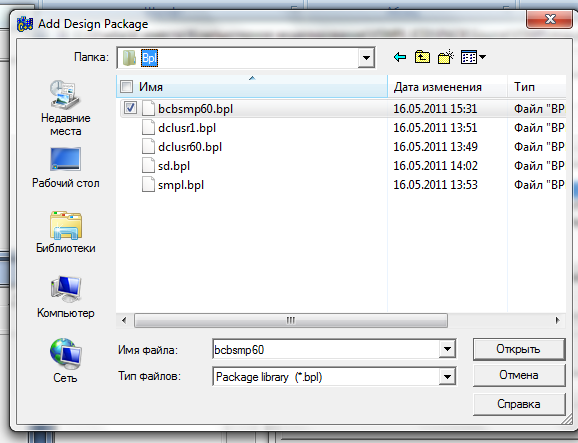 Add Design Package
Папка: Bpl
Имя Дата изменения Тип
bcbsmp60.bpl 16.05.2011 15:31 Файл "BP
dclusr1.bpl 16.05.2011 13:51 Файл "BP
dclusr60.bpl 16.05.2011 13:49 Файл "BP
sd.bpl 16.05.2011 14:02 Файл "BP
smpl.bpl 16.05.2011 13:53 Файл "BP
Недавние
места
Рабочий стол
Библиотеки
Компьютер
Сеть
Имя файла: bcbsmp60 Открыть
Тип файлов: Package library (*.bpl) Отмена
Справка